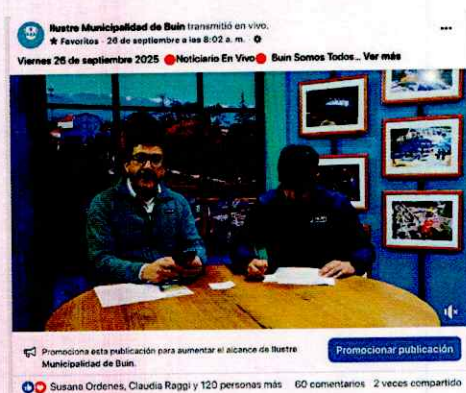 Ilustre Municipalidad de Buin transmitió en vivo.
Favoritos · 26 de septiembre a las 8:02 a. m. ·
Viernes 26 de septiembre 2025 🔴Noticiario En Vivo🔴 Buin Somos Todos... Ver más
Promociona esta publicación para aumentar el alcance de Ilustre
Municipalidad de Buin.
Promocionar publicación
Susana Ordenes, Claudia Raggi y 120 personas más 60 comentarios 2 veces compartido